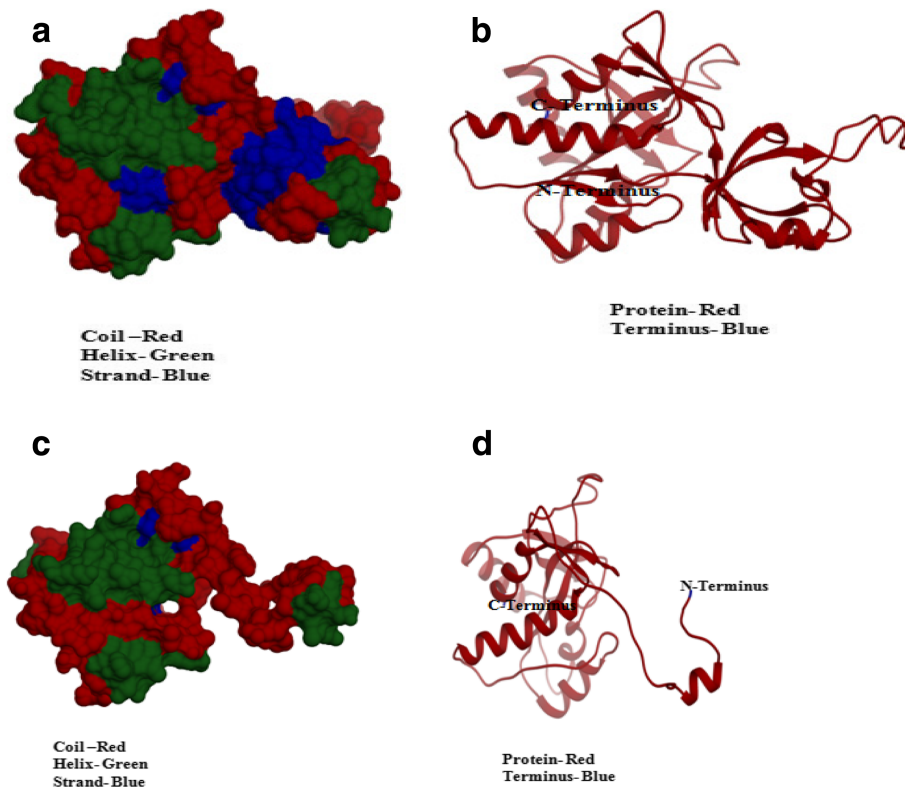 a
b
C-Terminus
N-Terminus
Coil–Red
Helix-Green
Strand-Blue
Protein-Red
Terminus-Blue
c
d
N-Terminus
C-Terminus
Coil–Red
Helix-Green
Strand-Blue
Protein-Red
Terminus-Blue